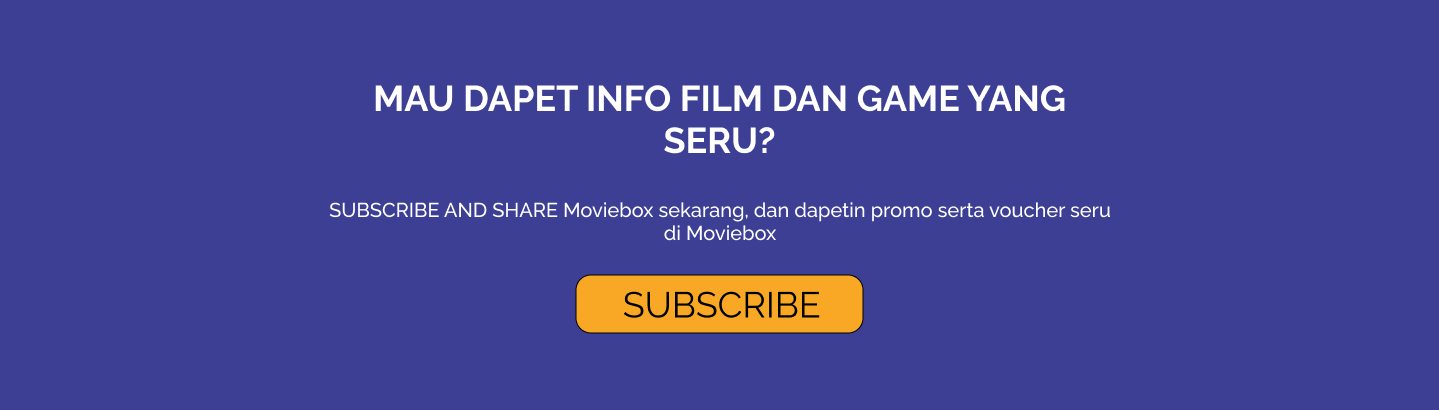 MAU DAPET INFO FILM DAN GAME YANG
SERU?
SUBSCRIBE AND SHARE Moviebox sekarang, dan dapetin promo serta voucher seru
di Moviebox
SUBSCRIBE